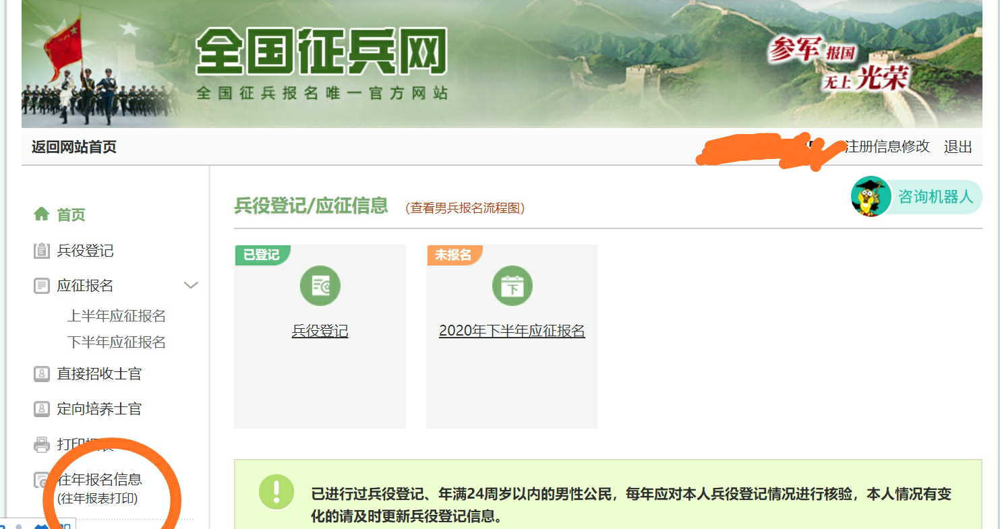 全国征兵网
全国征兵报名唯一官方网站
参军 报国
无上 光荣
返回网站首页
注册信息修改 退出
首页
兵役登记
应征报名
上半年应征报名
下半年应征报名
直接招收士官
定向培养士官
打印报表
往年报名信息
(往年报表打印)
兵役登记/应征信息 (查看男兵报名流程图)
咨询机器人
已登记
兵役登记
未报名
下
2020年下半年应征报名
已进行过兵役登记、年满24周岁以内的男性公民，每年应对本人兵役登记情况进行核验，本人情况有变
化的请及时更新兵役登记信息。